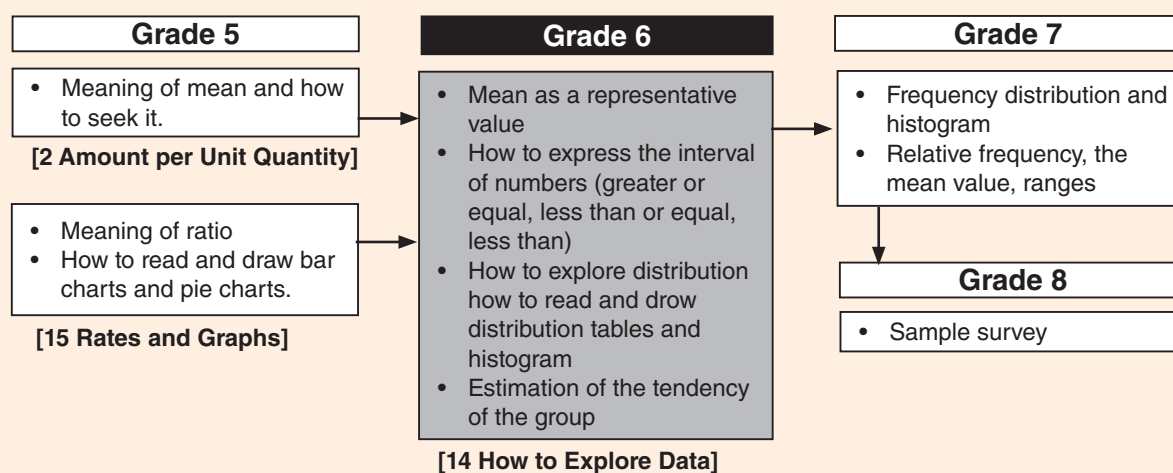 Grade 5
• Meaning of mean and how
to seek it.
[2 Amount per Unit Quantity]
• Meaning of ratio
• How to read and draw bar
charts and pie charts.
[15 Rates and Graphs]
Grade 6
• Mean as a representative
value
• How to express the interval
of numbers (greater or
equal, less than or equal,
less than)
• How to explore distribution
how to read and drow
distribution tables and
histogram
• Estimation of the tendency
of the group
[14 How to Explore Data]
Grade 7
• Frequency distribution and
histogram
• Relative frequency, the
mean value, ranges
Grade 8
• Sample survey